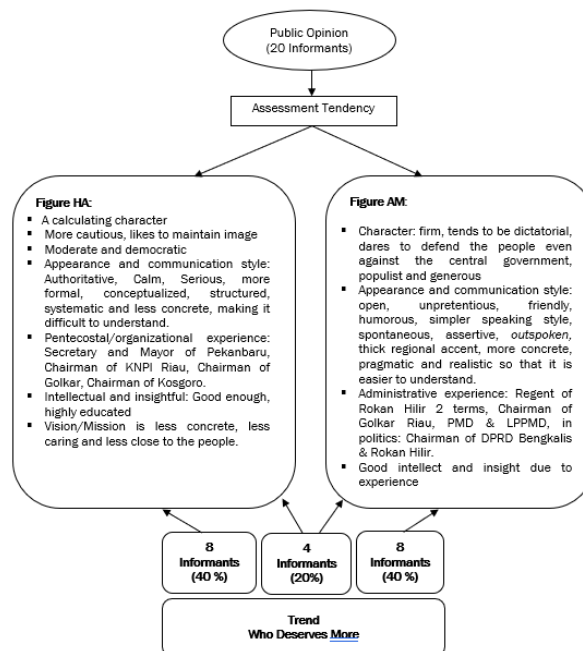 Public Opinion
(20 Informants)
Assessment Tendency
Figure HA:
▪ A calculating character
▪ More cautious, likes to maintain image
▪ Moderate and democratic
▪ Appearance and communication style:
Authoritative, Calm, Serious, more
formal, conceptualized, structured,
systematic and less concrete, making it
difficult to understand.
▪ Pentecostal/organizational experience:
Secretary and Mayor of Pekanbaru,
Chairman of KNPI Riau, Chairman of
Golkar, Chairman of Kosgoro.
▪ Intellectual and insightful: Good enough,
highly educated
▪ Vision/Mission is less concrete, less
caring and less close to the people.
Figure AM:
▪ Character: firm, tends to be dictatorial,
dares to defend the people even
against the central government,
populist and generous
▪ Appearance and communication style:
open, unpretentious, friendly,
humorous, simpler speaking style,
spontaneous, assertive, outspoken,
thick regional accent, more concrete,
pragmatic and realistic so that it is
easier to understand.
▪ Administrative experience: Regent of
Rokan Hilir 2 terms, Chairman of
Golkar Riau, PMD & LPPMD, in
politics: Chairman of DPRD Bengkalis
& Rokan Hilir.
▪ Good intellect and insight due to
experience
8
Informants
(40 %)
4
Informants
(20%)
8
Informants
(40 %)
Trend
Who Deserves More